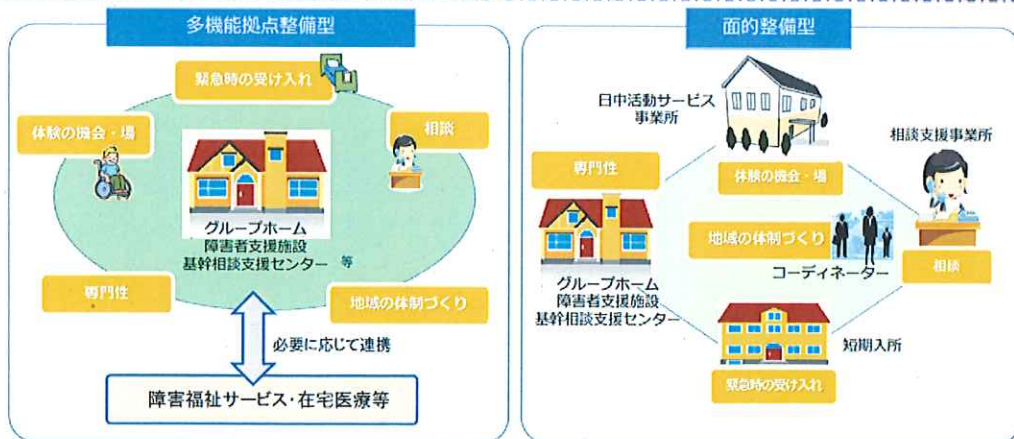 多機能拠点整備型
緊急時の受け入れ
体験の機会・場
相談
グループホーム
障害者支援施設
基幹相談支援センター 等
専門性
地域の体制づくり
必要に応じて連携
障害福祉サービス・在宅医療等
面的整備型
日中活動サービス
事業所
相談支援事業所
専門性
体験の機会・場
地域の体制づくり
コーディネーター
相談
グループホーム
障害者支援施設
基幹相談支援センター
短期入所
緊急時の受け入れ